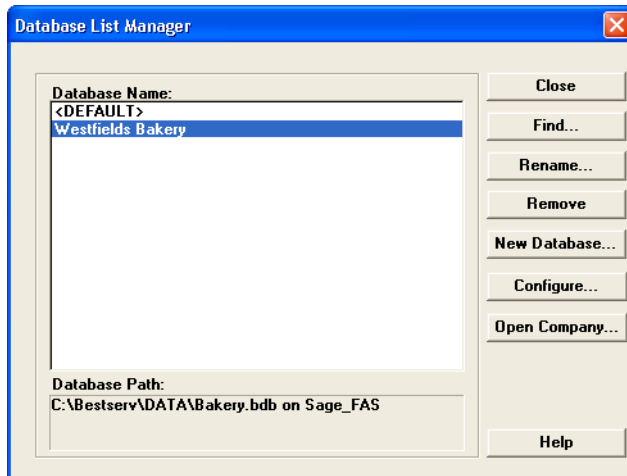 Database List Manager
Database Name:
<DEFAULT>
Westfields Bakery
Database Path:
C:\Bestserv\DATA\Bakery.bdb on Sage_FAS
Close
Find...
Rename...
Remove
New Database...
Configure...
Open Company...
Help